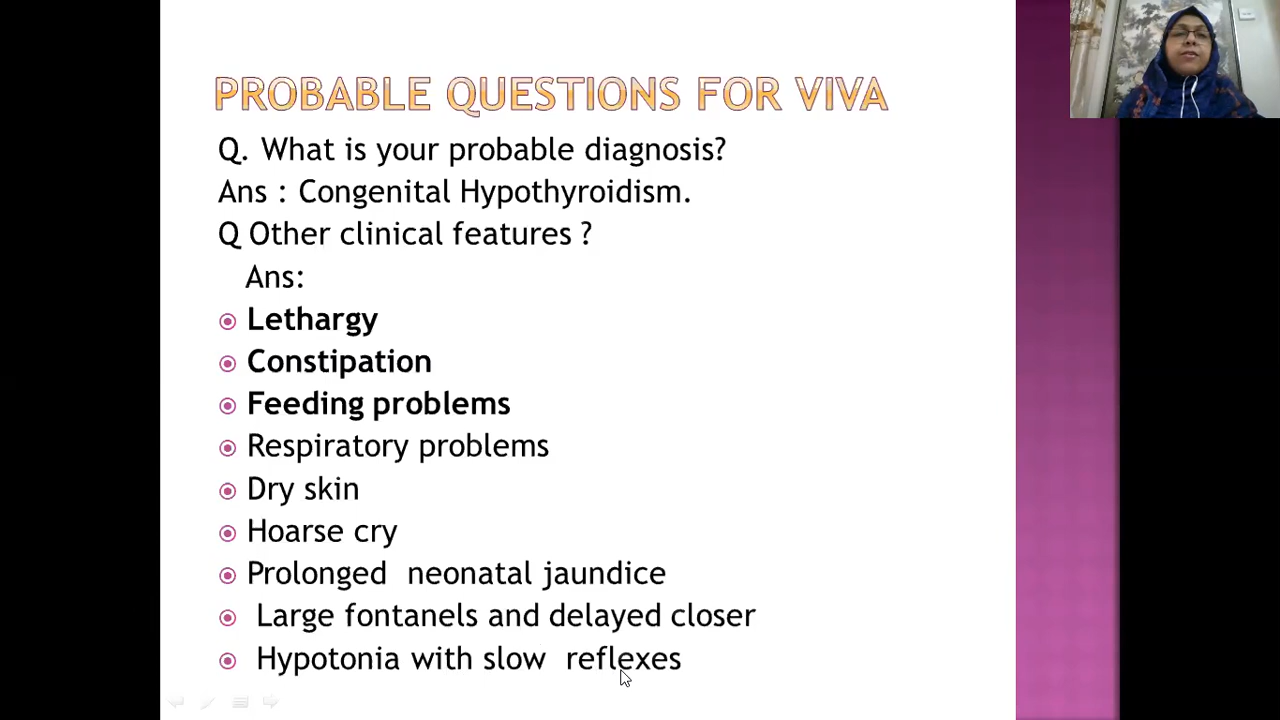 PROBABLE QUESTIONS FOR VIVA
Q. What is your probable diagnosis?
Ans : Congenital Hypothyroidism.
Q Other clinical features ?
Ans:
Lethargy
Constipation
Feeding problems
Respiratory problems
Dry skin
Hoarse cry
Prolonged neonatal jaundice
Large fontanels and delayed closer
Hypotonia with slow reflexes